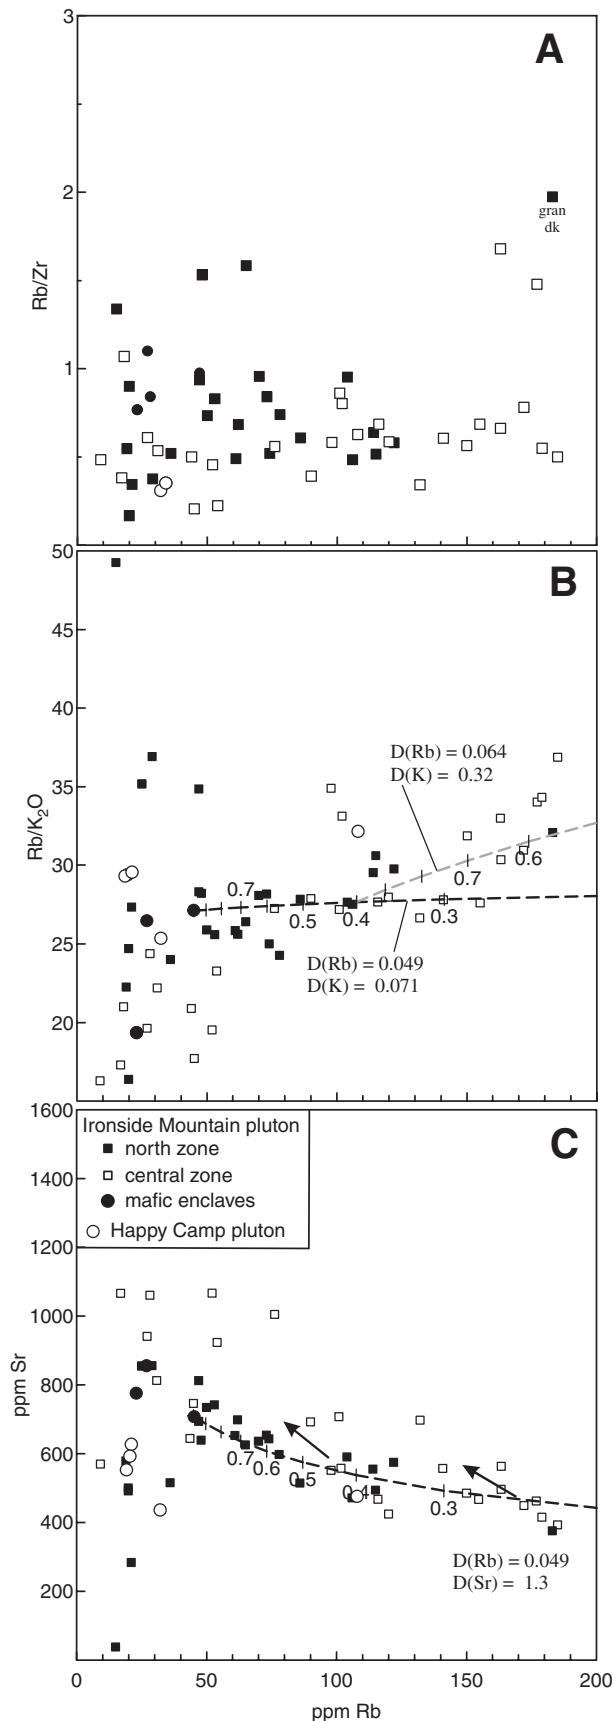 A
3
2
1
Rb/Zr
gran
dk
B
50
45
40
35
30
25
20
Rb/K₂O
D(Rb) = 0.064
D(K) = 0.32
0.7
0.5
0.4
0.3
0.7
0.6
D(Rb) = 0.049
D(K) = 0.071
C
1600
1400
1200
1000
800
600
400
200
ppm Sr
Ironside Mountain pluton
north zone
central zone
mafic enclaves
Happy Camp pluton
0.7
0.6
0.5
0.4
0.3
D(Rb) = 0.049
D(Sr) = 1.3
0 50 100 150 200
ppm Rb